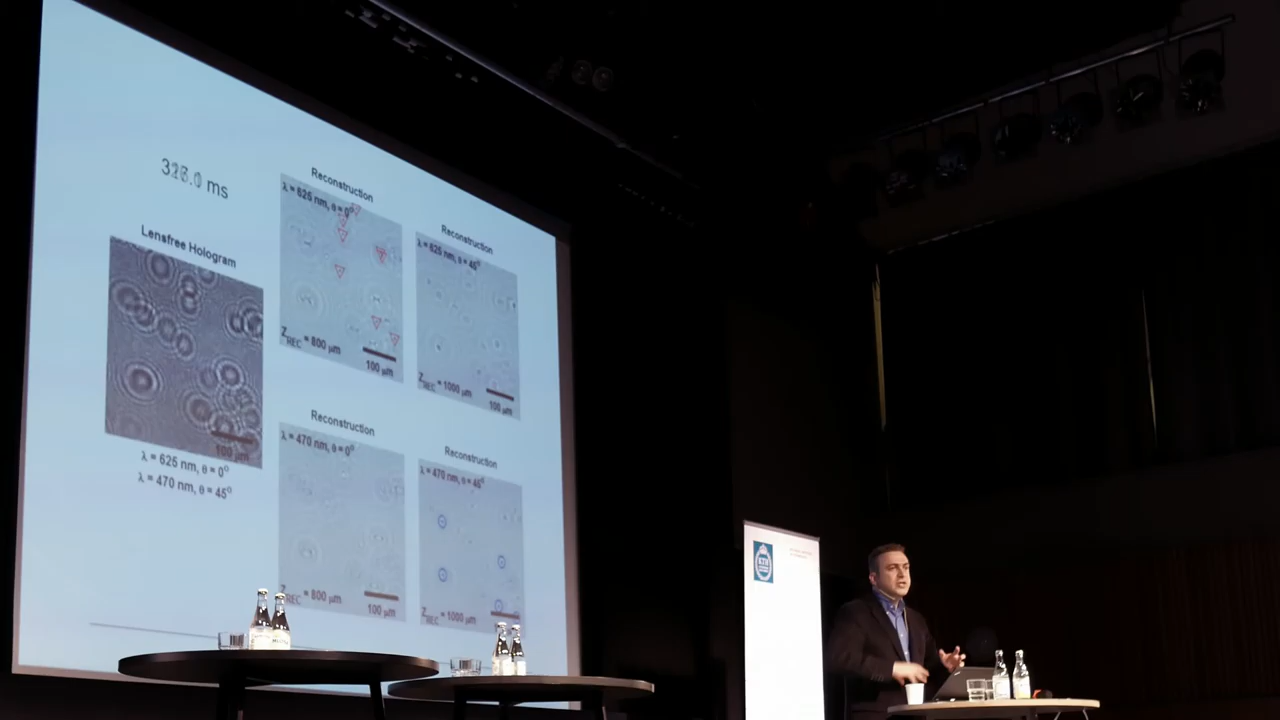 ms
Lensfree Hologram
100 μm
λ = 625 nm, θ = 0°
λ = 470 nm, θ = 45°
Reconstruction
λ = 625 nm, θ = 0°
Z_REC = 800 μm
100 μm
Reconstruction
λ = 625 nm, θ = 45°
Z_REC = 1000 μm
100 μm
Reconstruction
λ = 470 nm, θ = 0°
Z_REC = 800 μm
100 μm
Reconstruction
λ = 470 nm, θ = 45°
Z_REC = 1000 μm
KTH